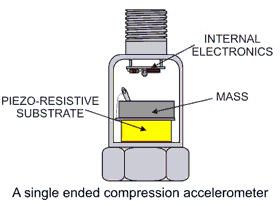 INTERNAL
ELECTRONICS
PIEZO-RESISTIVE
SUBSTRATE
MASS
A single ended compression accelerometer